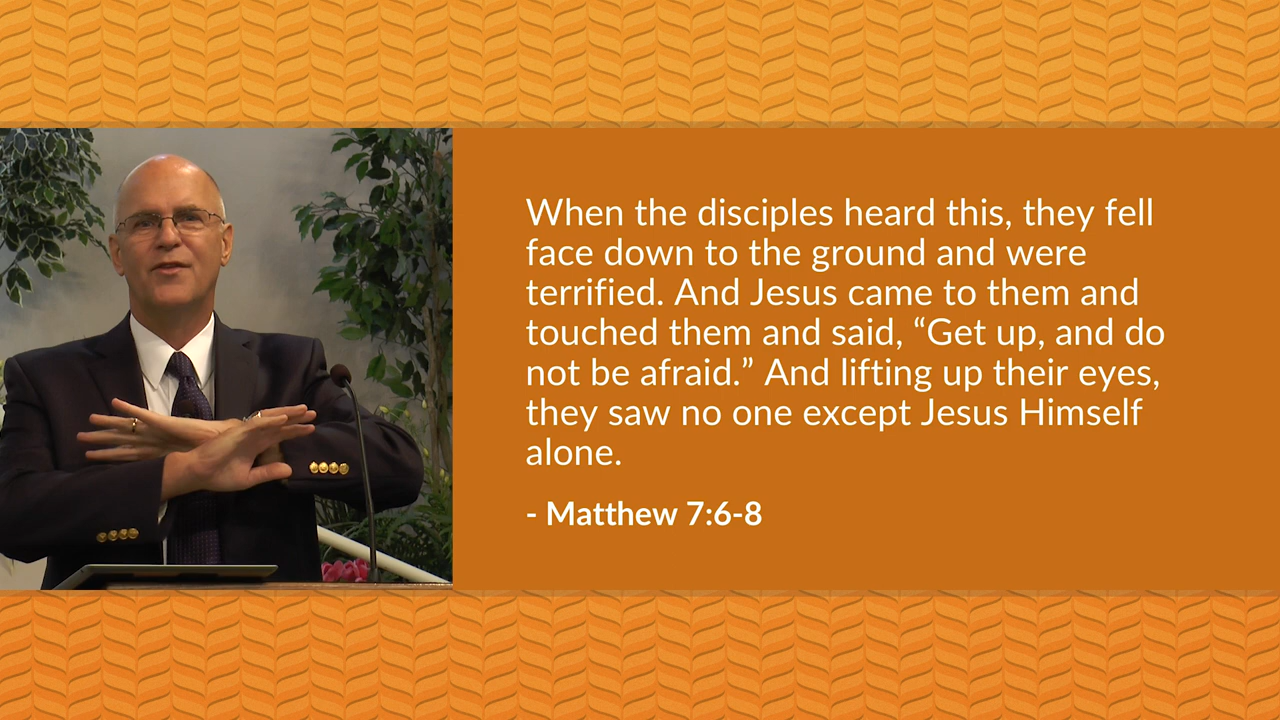 When the disciples heard this, they fell
face down to the ground and were
terrified. And Jesus came to them and
touched them and said, “Get up, and do
not be afraid.” And lifting up their eyes,
they saw no one except Jesus Himself
alone.
- Matthew 7:6-8